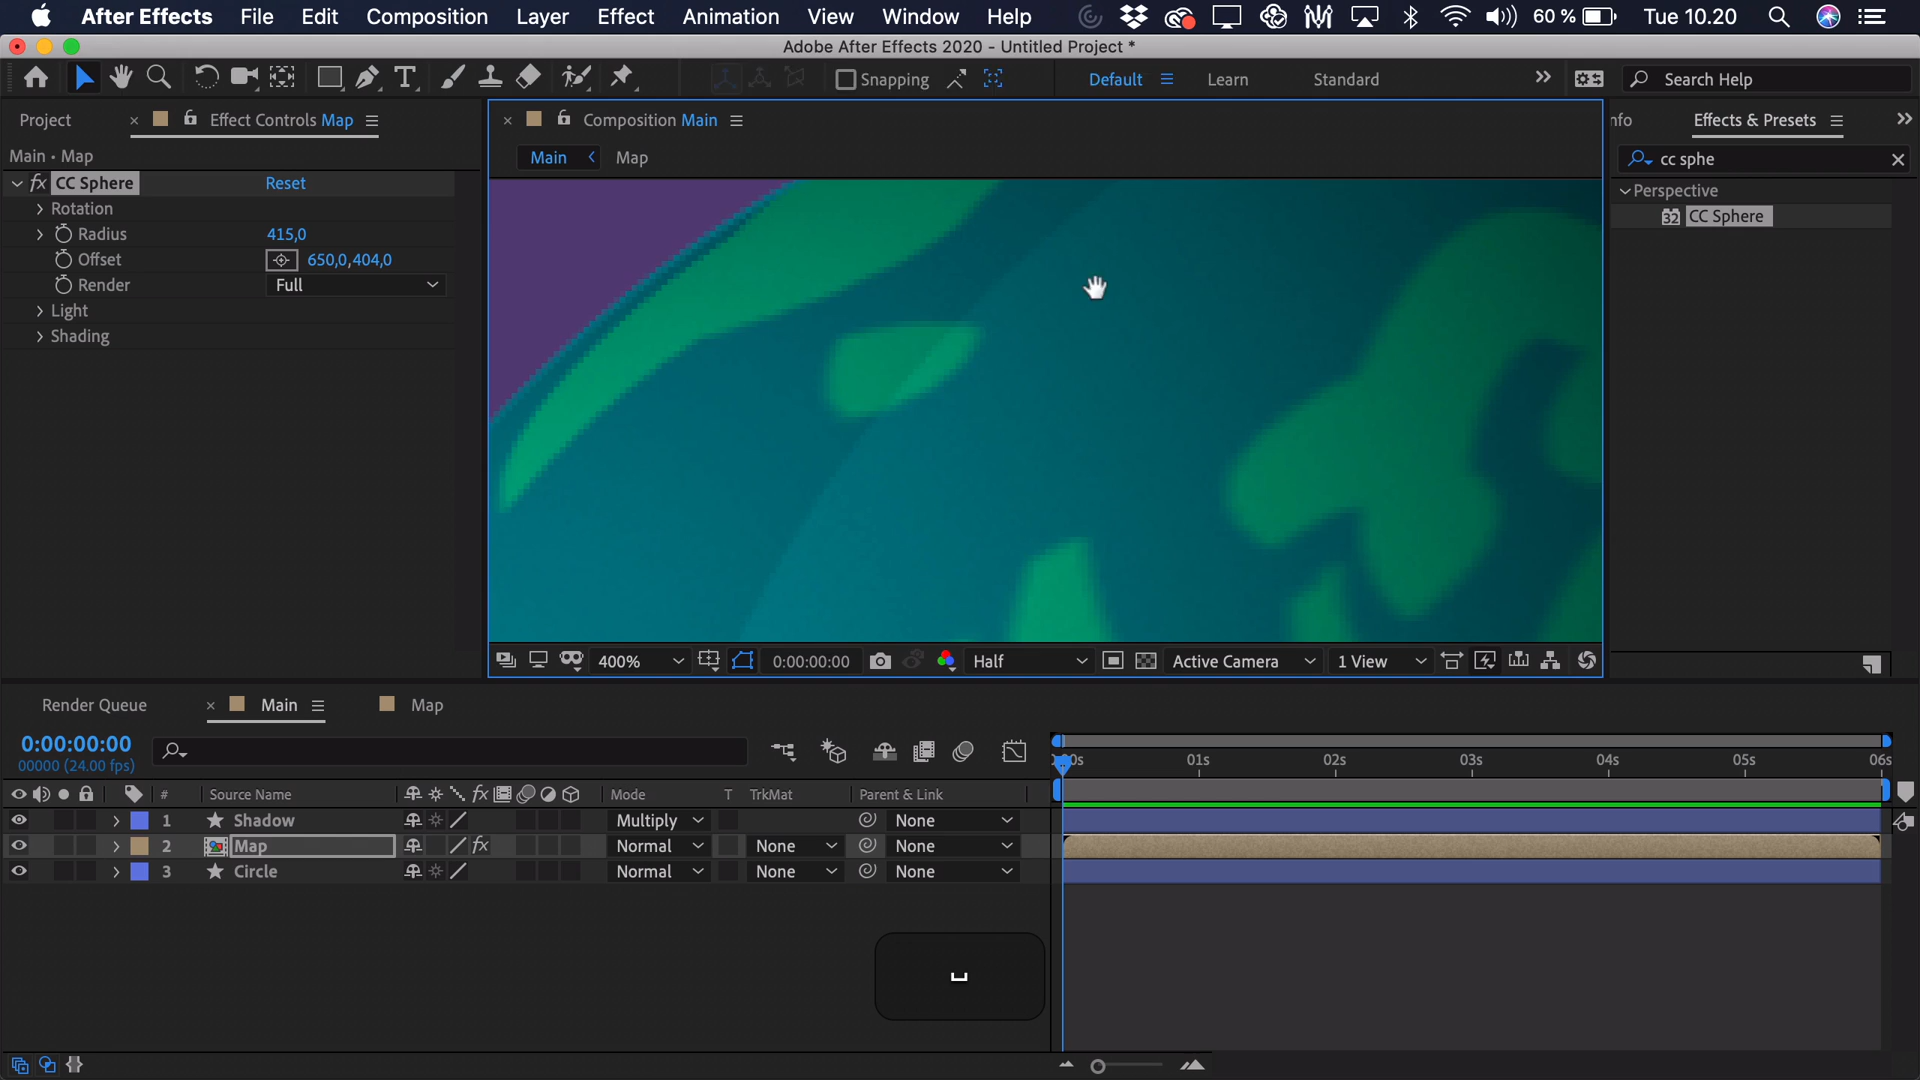 After Effects File Edit Composition Layer Effect Animation View Window Help 60 % Tue 10.20
Adobe After Effects 2020 - Untitled Project *
Snapping Default Learn Standard Search Help
Project Effect Controls Map Composition Main nfo Effects & Presets
Main • Map Main Map cc sphe
fx CC Sphere Reset Perspective
Rotation 32 CC Sphere
Radius 415,0
Offset 650,0,404,0
Render Full
Light
Shading
400% 0:00:00:00 Half Active Camera 1 View
Render Queue Main Map
0:00:00:00
00000 (24.00 fps) :00s 01s 02s 03s 04s 05s 06s
# Source Name fx Mode T TrkMat Parent & Link
1 Shadow Multiply None
2 Map fx Normal None None
3 Circle Normal None None